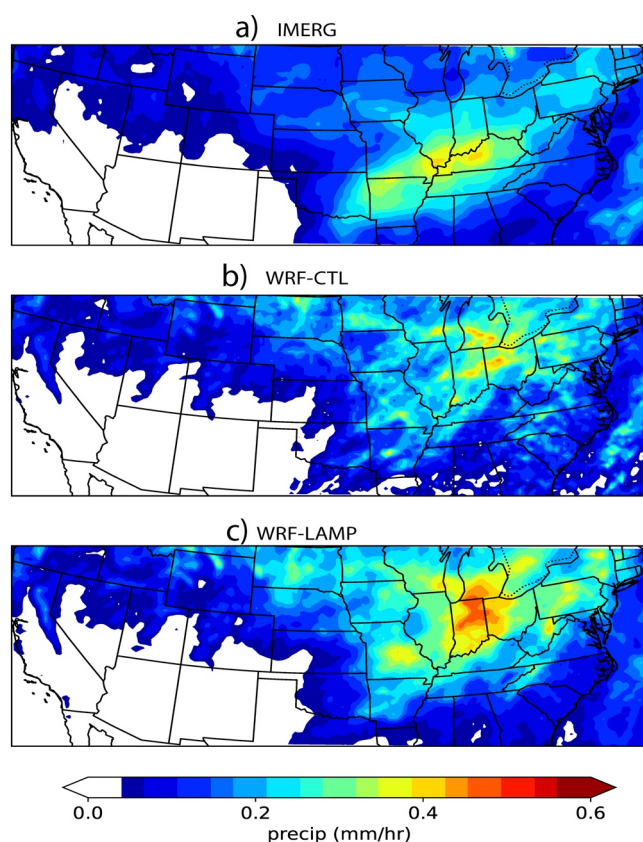 a) IMERG
b) WRF-CTL
c) WRF-LAMP
0.0 0.2 0.4 0.6
precip (mm/hr)